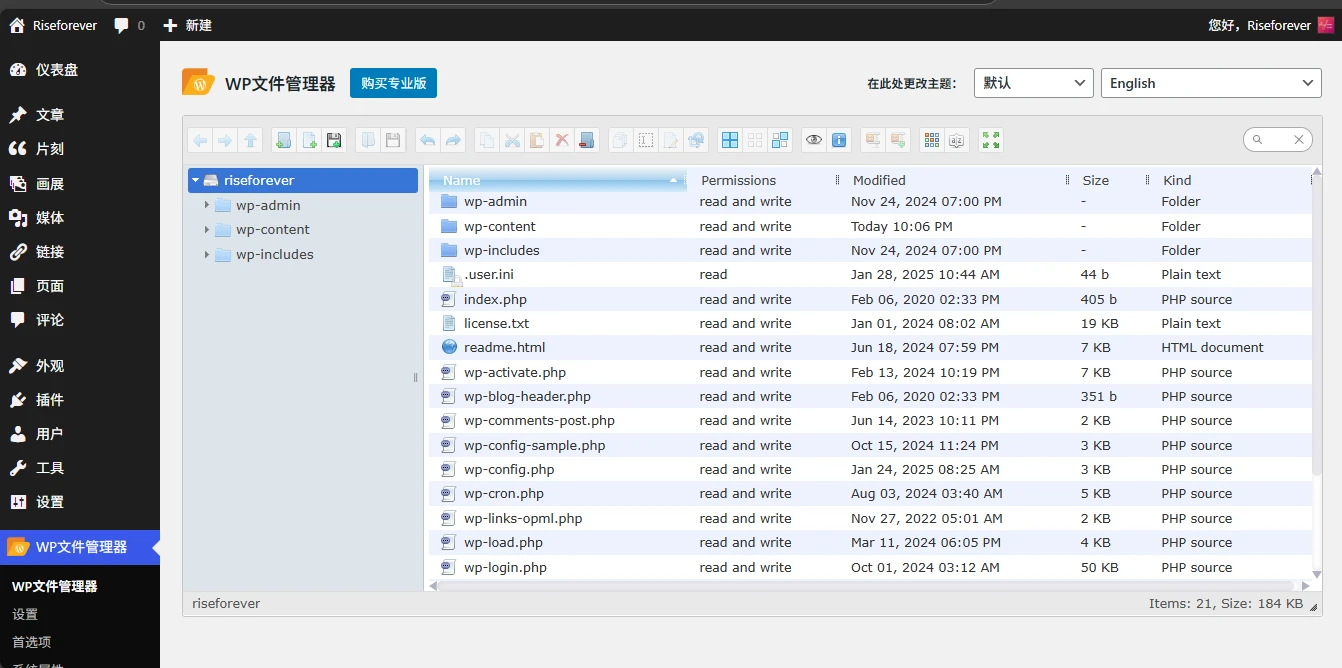 Riseforever 0 新建 您好，Riseforever
仪表盘
文章
片刻
画展
媒体
链接
页面
评论
外观
插件
用户
工具
设置
WP文件管理器
WP文件管理器
设置
首选项
系统属性
WP文件管理器 购买专业版 在此处更改主题： 默认 English
riseforever
wp-admin
wp-content
wp-includes
Name Permissions Modified Size Kind
wp-admin read and write Nov 24, 2024 07:00 PM - Folder
wp-content read and write Today 10:06 PM - Folder
wp-includes read and write Nov 24, 2024 07:00 PM - Folder
.user.ini read Jan 28, 2025 10:44 AM 44 b Plain text
index.php read and write Feb 06, 2020 02:33 PM 405 b PHP source
license.txt read and write Jan 01, 2024 08:02 AM 19 KB Plain text
readme.html read and write Jun 18, 2024 07:59 PM 7 KB HTML document
wp-activate.php read and write Feb 13, 2024 10:19 PM 7 KB PHP source
wp-blog-header.php read and write Feb 06, 2020 02:33 PM 351 b PHP source
wp-comments-post.php read and write Jun 14, 2023 10:11 PM 2 KB PHP source
wp-config-sample.php read and write Oct 15, 2024 11:24 PM 3 KB PHP source
wp-config.php read and write Jan 24, 2025 08:25 AM 3 KB PHP source
wp-cron.php read and write Aug 03, 2024 03:40 AM 5 KB PHP source
wp-links-opml.php read and write Nov 27, 2022 05:01 AM 2 KB PHP source
wp-load.php read and write Mar 11, 2024 06:05 PM 4 KB PHP source
wp-login.php read and write Oct 01, 2024 03:12 AM 50 KB PHP source
riseforever Items: 21, Size: 184 KB